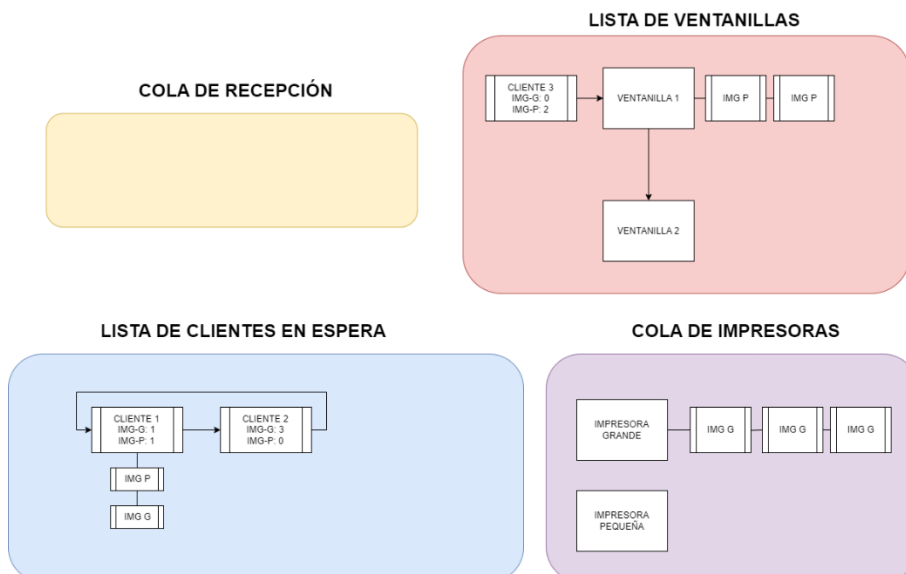 LISTA DE VENTANILLAS
COLA DE RECEPCIÓN
CLIENTE 3
IMG-G: 0
IMG-P: 2
VENTANILLA 1
IMG P
IMG P
VENTANILLA 2
LISTA DE CLIENTES EN ESPERA
CLIENTE 1
IMG-G: 1
IMG-P: 1
CLIENTE 2
IMG-G: 3
IMG-P: 0
IMG P
IMG G
COLA DE IMPRESORAS
IMPRESORA
GRANDE
IMG G
IMG G
IMG G
IMPRESORA
PEQUEÑA